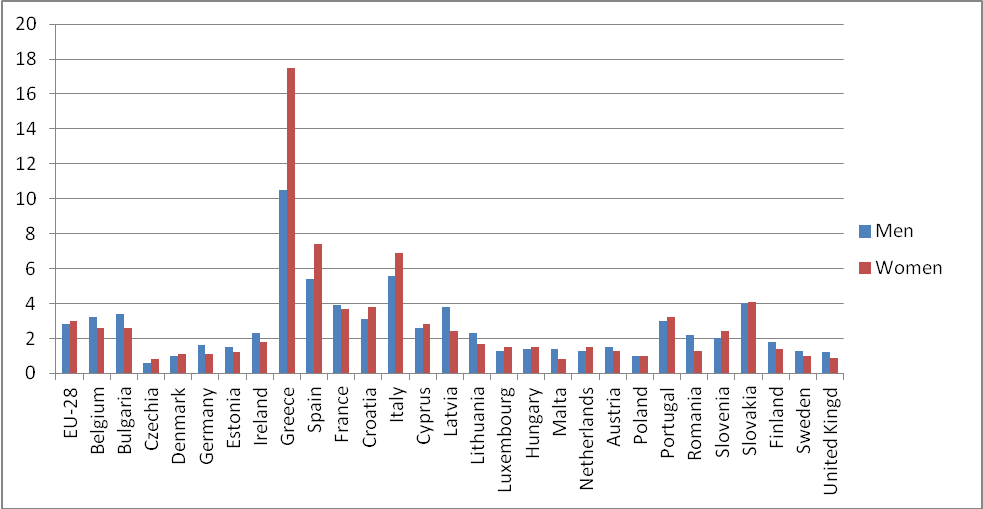 20
18
16
14
12
10
8
6
4
2
0
EU-28
Belgium
Bulgaria
Czechia
Denmark
Germany
Estonia
Ireland
Greece
Spain
France
Croatia
Italy
Cyprus
Latvia
Lithuania
Luxembourg
Hungary
Malta
Netherlands
Austria
Poland
Portugal
Romania
Slovenia
Slovakia
Finland
Sweden
United Kingd
Men
Women